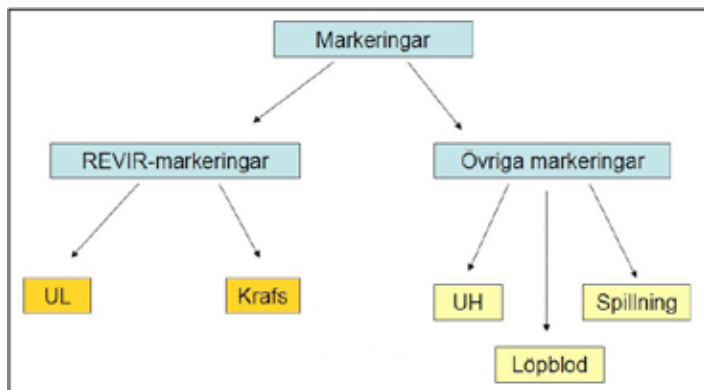 Markeringar
REVIR-markeringar
Övriga markeringar
UL
Krafs
UH
Spillning
Löpblod